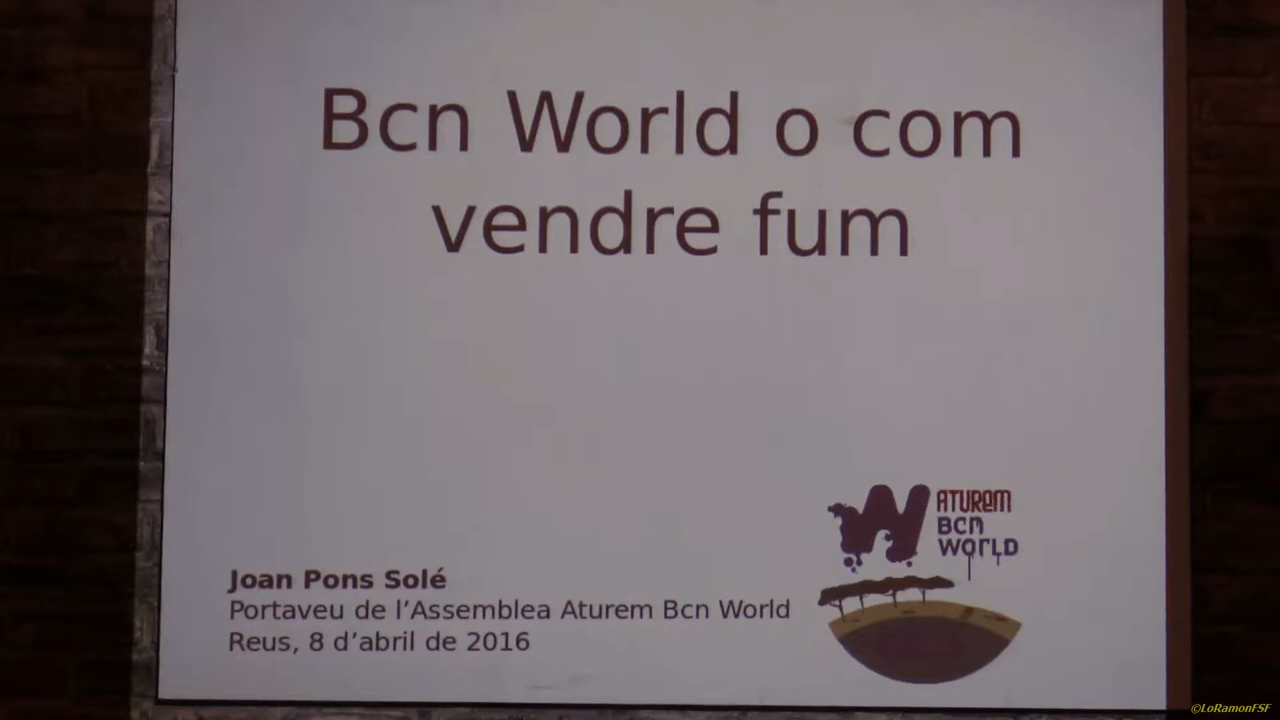 Bcn World o com
vendre fum
ATUREM
BCN
WORLD
Joan Pons Solé
Portaveu de l’Assemblea Aturem Bcn World
Reus, 8 d’abril de 2016
©LoRamonFSF